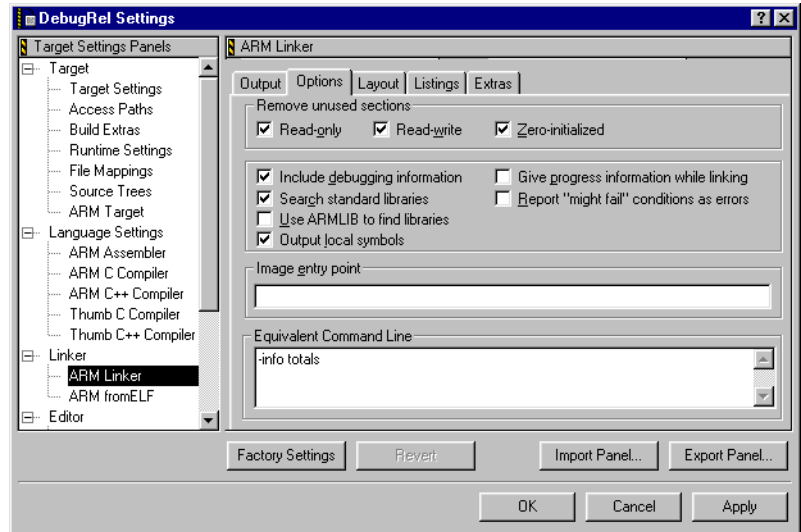 DebugRel Settings
Target Settings Panels
Target
Target Settings
Access Paths
Build Extras
Runtime Settings
File Mappings
Source Trees
ARM Target
Language Settings
ARM Assembler
ARM C Compiler
ARM C++ Compiler
Thumb C Compiler
Thumb C++ Compiler
Linker
ARM Linker
ARM fromELF
Editor
ARM Linker
Output Options Layout Listings Extras
Remove unused sections
Read-only Read-write Zero-initialized
Include debugging information Give progress information while linking
Search standard libraries Report "might fail" conditions as errors
Use ARMLIB to find libraries
Output local symbols
Image entry point
Equivalent Command Line
-info totals
Factory Settings Revert Import Panel... Export Panel...
OK Cancel Apply